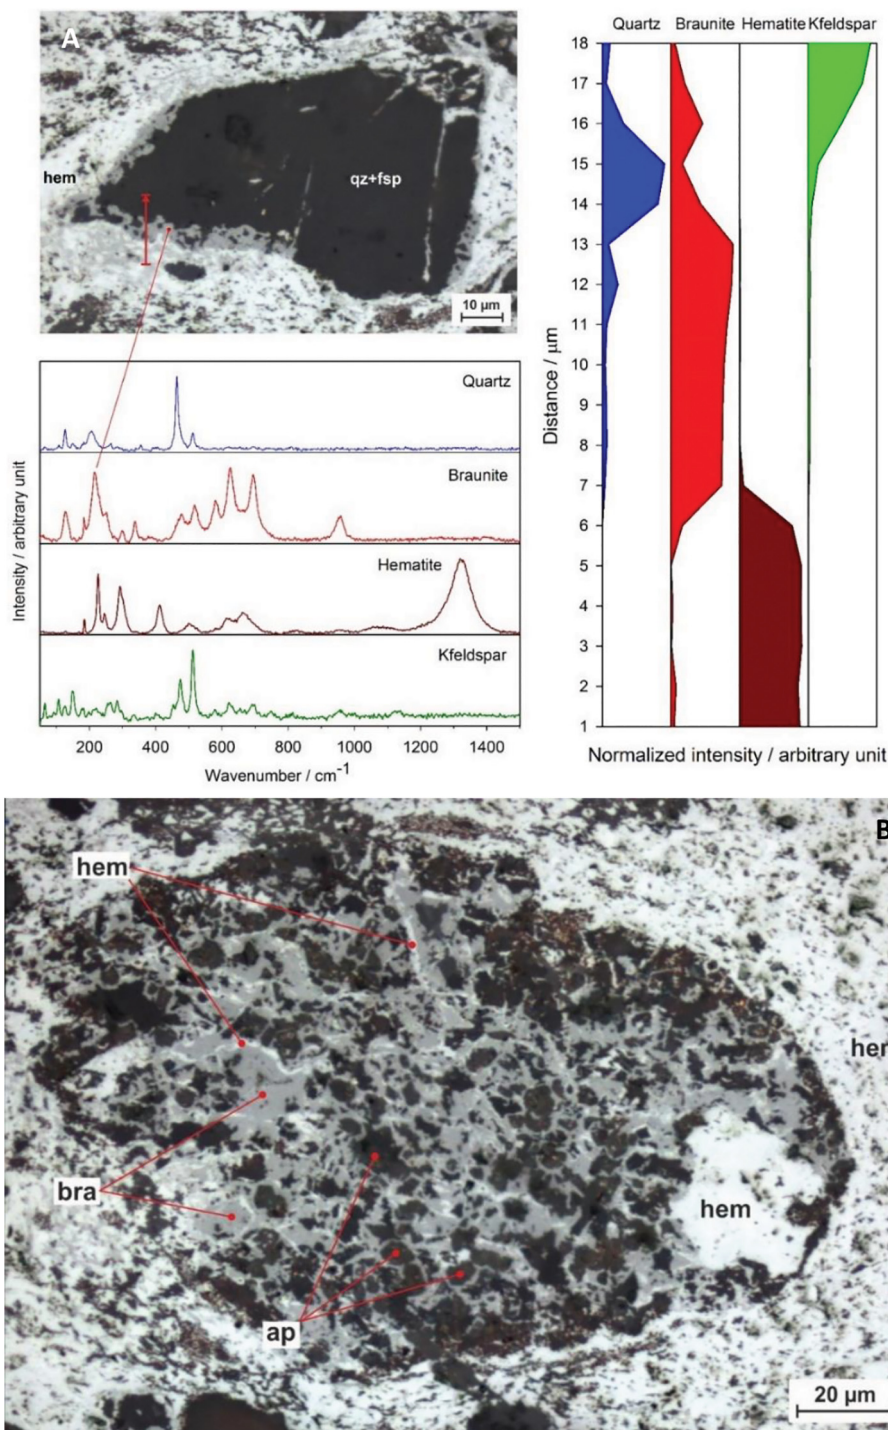 A
hem
qz+fsp
10 µm
Quartz
Braunite
Hematite
Kfeldspar
Intensity / arbitrary unit
200 400 600 800 1000 1200 1400
Wavenumber / cm-1
Quartz Braunite Hematite Kfeldspar
18
17
16
15
14
13
12
11
10
9
8
7
6
5
4
3
2
1
Distance / µm
Normalized intensity / arbitrary unit
B
hem
bra
ap
hem
20 µm